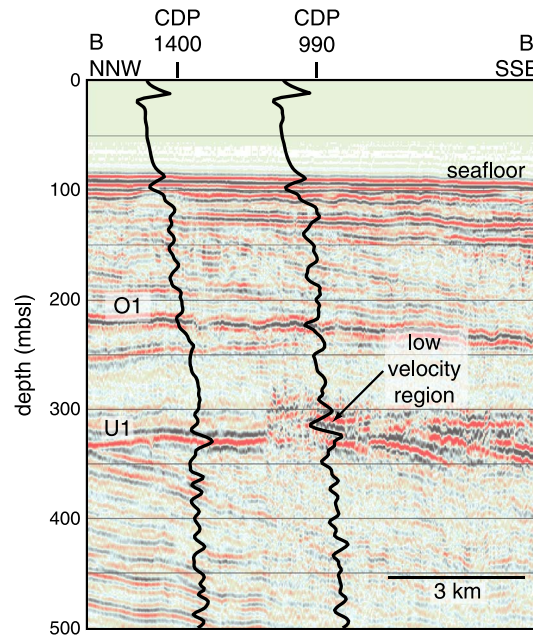 CDP CDP
B 1400 990 B
NNW SSE
0
seafloor
100
200
O1
low
velocity
region
depth (mbsl)
300
U1
400
3 km
500